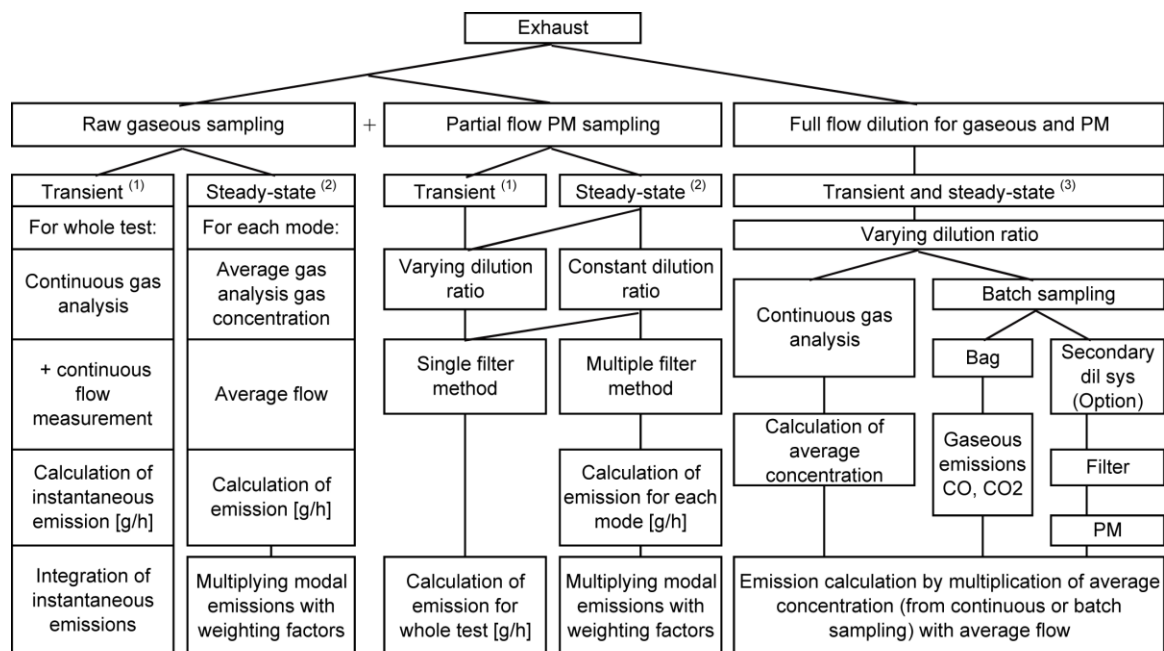 Exhaust
Raw gaseous sampling
+
Partial flow PM sampling
Full flow dilution for gaseous and PM
Transient (1)
Steady-state (2)
Transient (1)
Steady-state (2)
Transient and steady-state (3)
For whole test:
For each mode:
Varying dilution ratio
Continuous gas
analysis
Average gas
analysis gas
concentration
Varying dilution
ratio
Constant dilution
ratio
Continuous gas
analysis
Batch sampling
+ continuous
flow
measurement
Average flow
Single filter
method
Multiple filter
method
Bag
Secondary
dil sys
(Option)
Calculation of
average
concentration
Gaseous
emissions
CO, CO2
Filter
PM
Calculation of
instantaneous
emission [g/h]
Calculation of
emission [g/h]
Calculation of
emission for each
mode [g/h]
Integration of
instantaneous
emissions
Multiplying modal
emissions with
weighting factors
Calculation of
emission for
whole test [g/h]
Multiplying modal
emissions with
weighting factors
Emission calculation by multiplication of average
concentration (from continuous or batch
sampling) with average flow